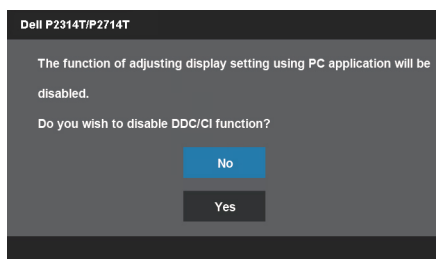 Dell P2314T/P2714T
The function of adjusting display setting using PC application will be
disabled.
Do you wish to disable DDC/CI function?
No
Yes